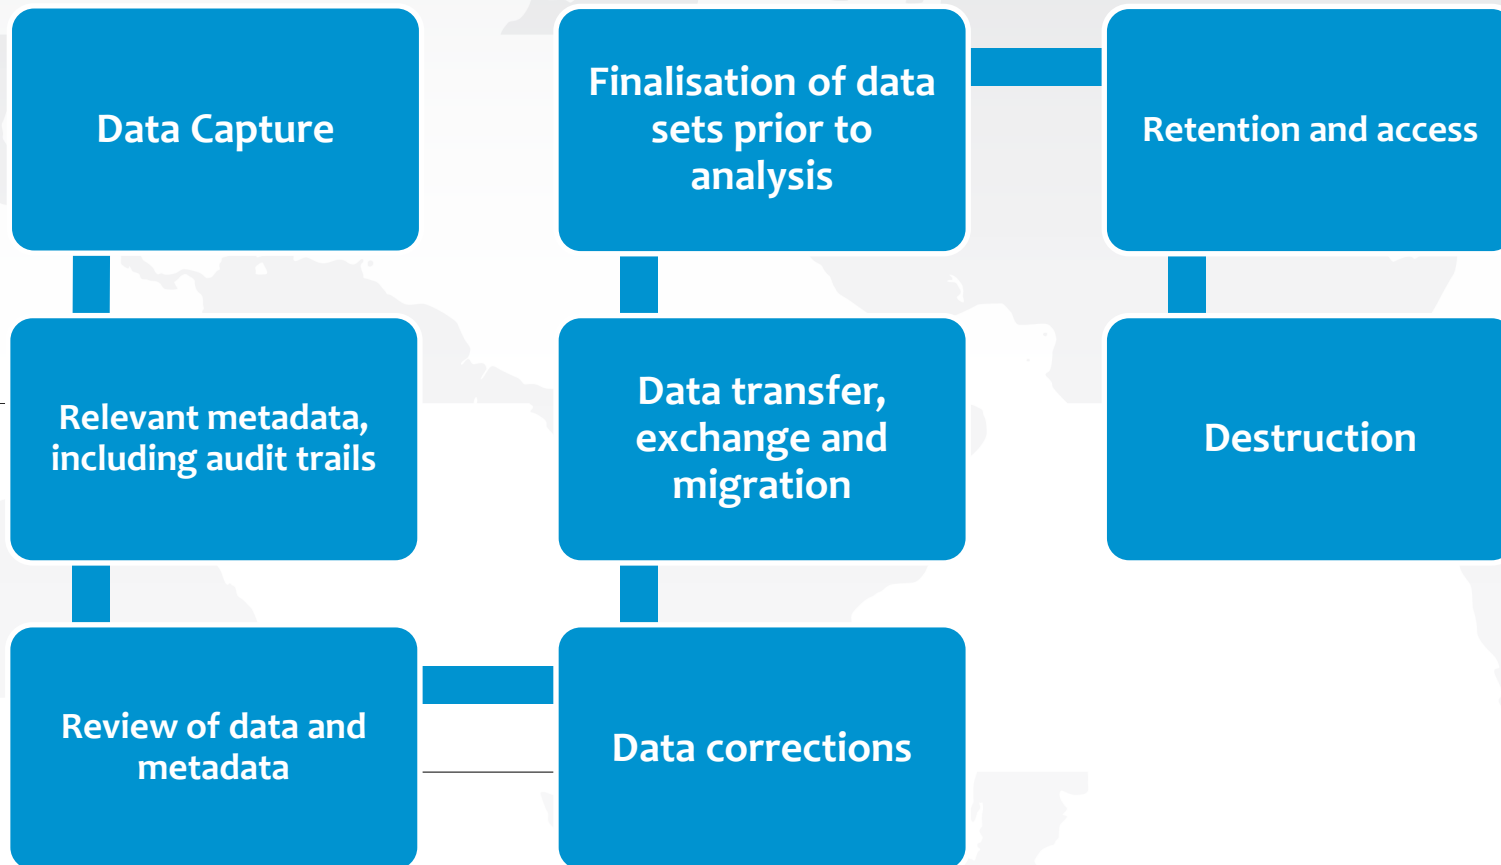 Data Capture
Relevant metadata,
including audit trails
Review of data and
metadata
Data corrections
Data transfer,
exchange and
migration
Finalisation of data
sets prior to
analysis
Retention and access
Destruction